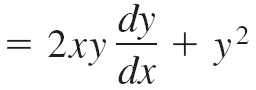 = 2xy dy/dx + y²